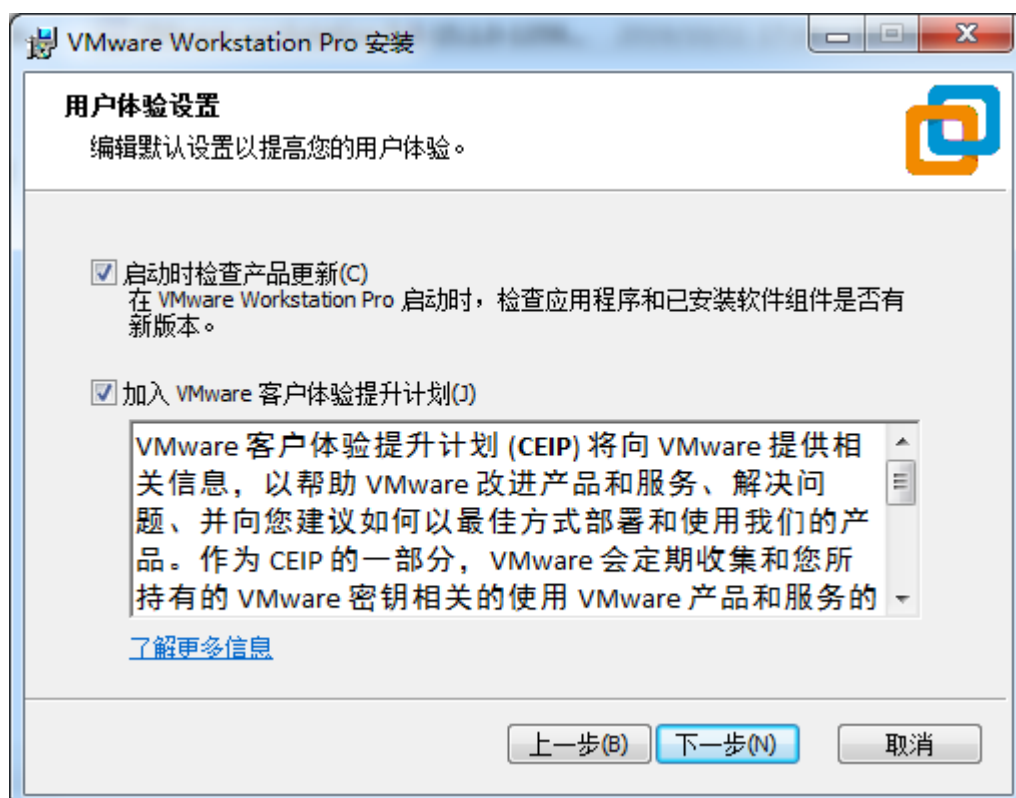 VMware Workstation Pro 安装
用户体验设置
编辑默认设置以提高您的用户体验。
启动时检查产品更新(C)
在 VMware Workstation Pro 启动时，检查应用程序和已安装软件组件是否有
新版本。
加入 VMware 客户体验提升计划(J)
VMware 客户体验提升计划 (CEIP) 将向 VMware 提供相
关信息，以帮助 VMware 改进产品和服务、解决问
题、并向您建议如何以最佳方式部署和使用我们的产
品。作为 CEIP 的一部分，VMware 会定期收集和您所
持有的 VMware 密钥相关的使用 VMware 产品和服务的
了解更多信息
上一步(B) 下一步(N) 取消